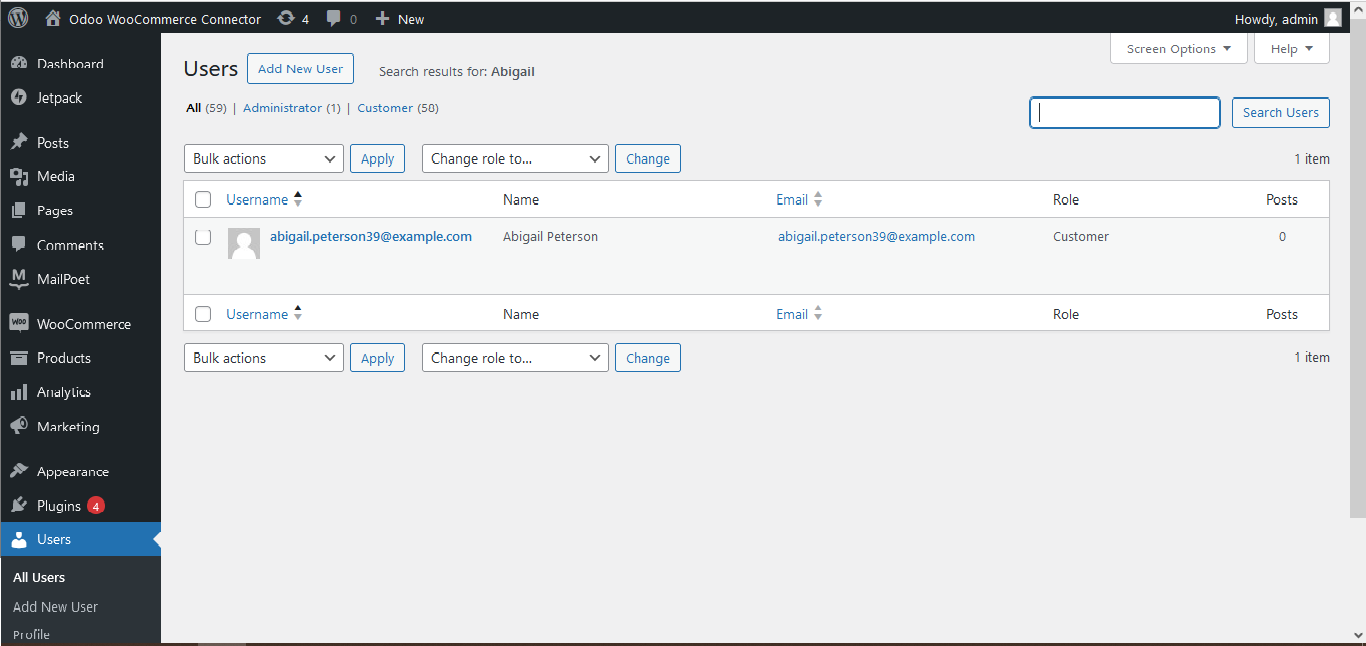 Odoo WooCommerce Connector 4 0 New Howdy, admin
Screen Options Help
Dashboard
Jetpack
Posts
Media
Pages
Comments
MailPoet
WooCommerce
Products
Analytics
Marketing
Appearance
Plugins 4
Users
All Users
Add New User
Profile
Users Add New User Search results for: Abigail
All (59) | Administrator (1) | Customer (58)
Search Users
Bulk actions Apply Change role to... Change 1 item
Username Name Email Role Posts
abigail.peterson39@example.com Abigail Peterson abigail.peterson39@example.com Customer 0
Username Name Email Role Posts
Bulk actions Apply Change role to... Change 1 item